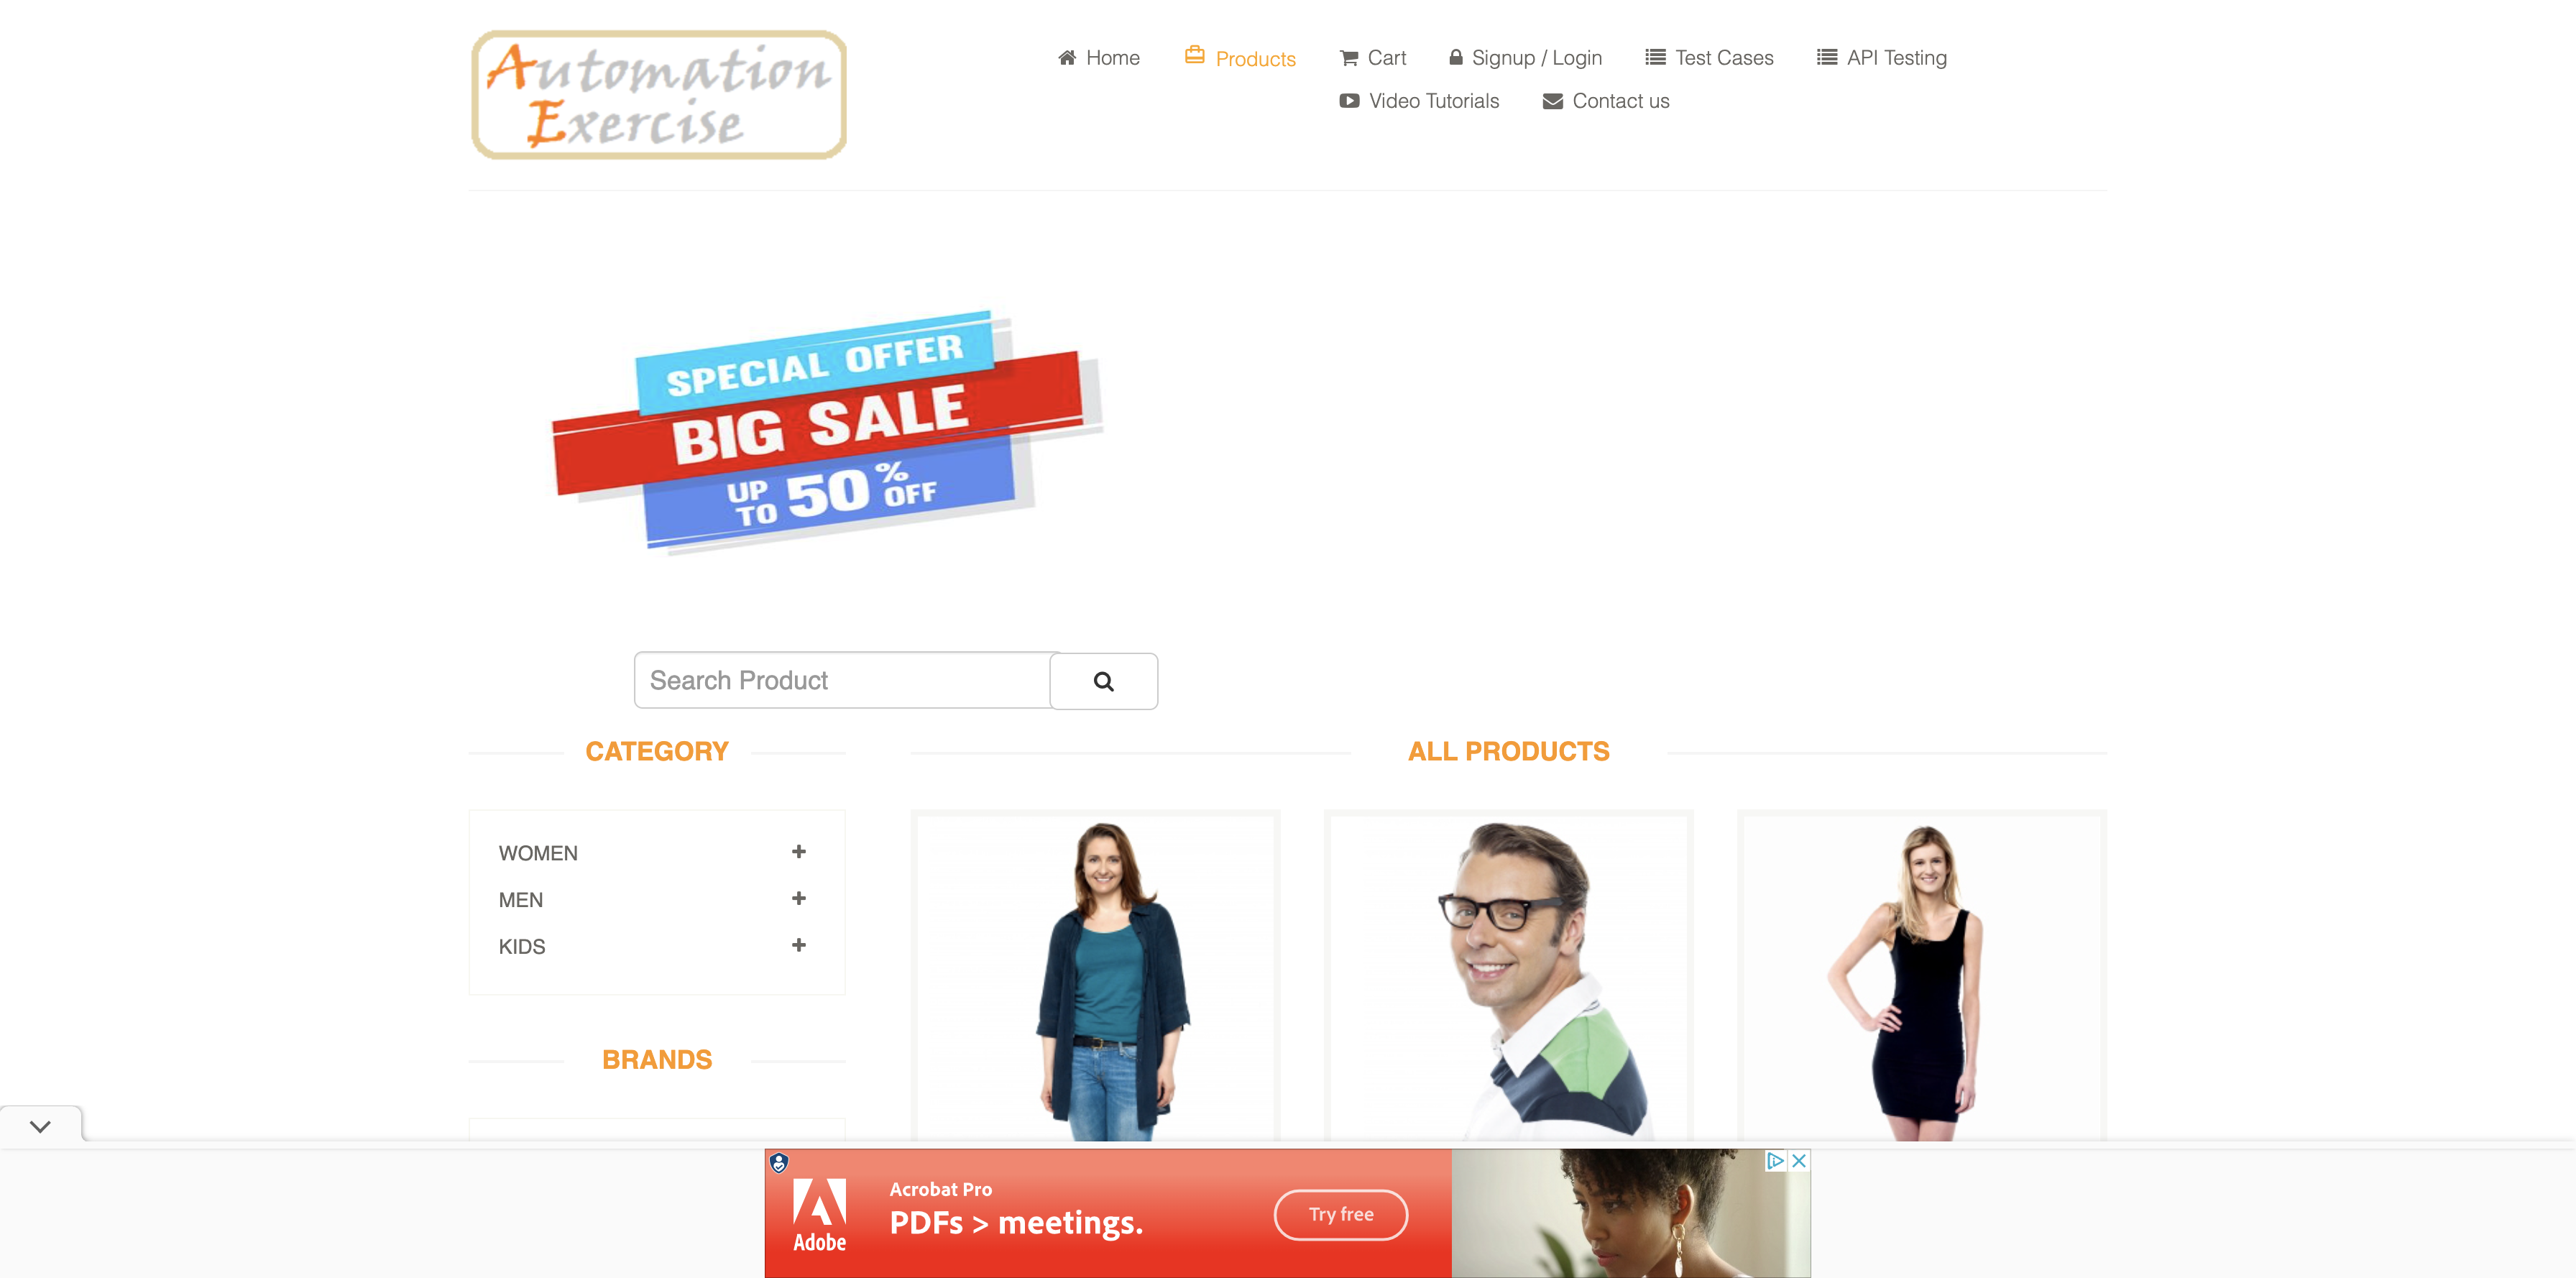 Automation
Exercise
Home
Products
Cart
Signup / Login
Test Cases
API Testing
Video Tutorials
Contact us
SPECIAL OFFER
BIG SALE
UP TO 50% OFF
Search Product
CATEGORY
ALL PRODUCTS
WOMEN
MEN
KIDS
BRANDS
Acrobat Pro
PDFs > meetings.
Try free
Adobe